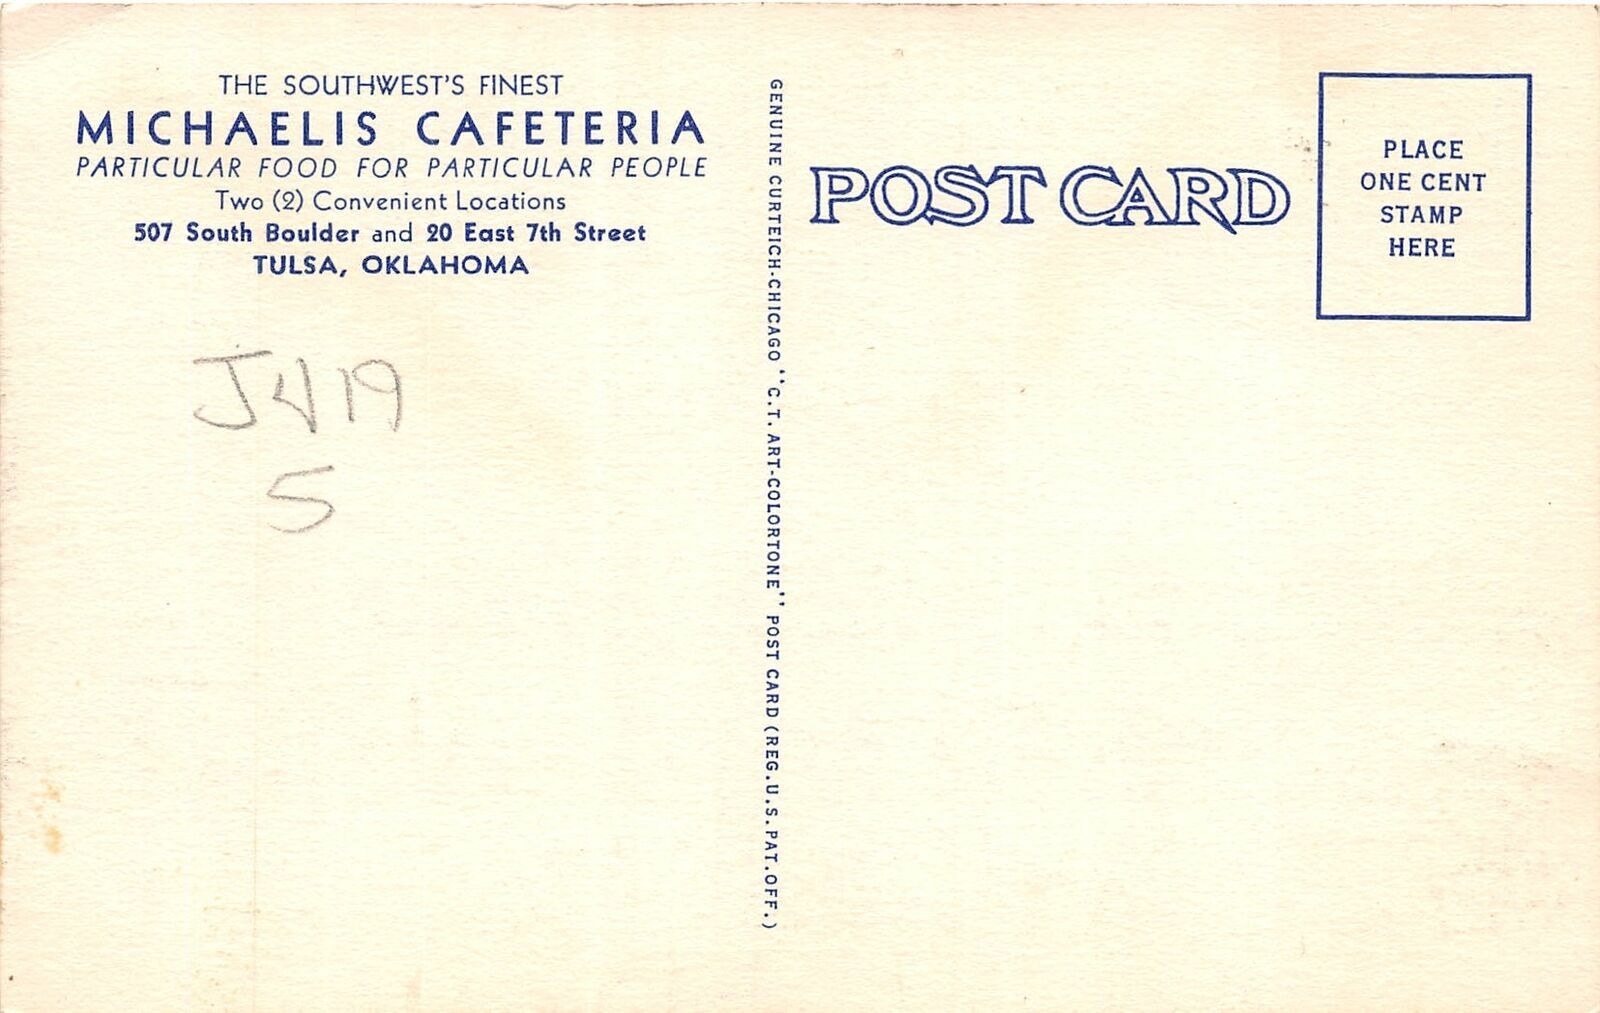 THE SOUTHWEST'S FINEST
MICHAELIS CAFETERIA
PARTICULAR FOOD FOR PARTICULAR PEOPLE
Two (2) Convenient Locations
507 South Boulder and 20 East 7th Street
TULSA, OKLAHOMA
J419
5
GENUINE CURTEICH-CHICAGO "C.T. ART-COLORTONE" POST CARD (REG. U.S. PAT. OFF.)
POST CARD
PLACE
ONE CENT
STAMP
HERE